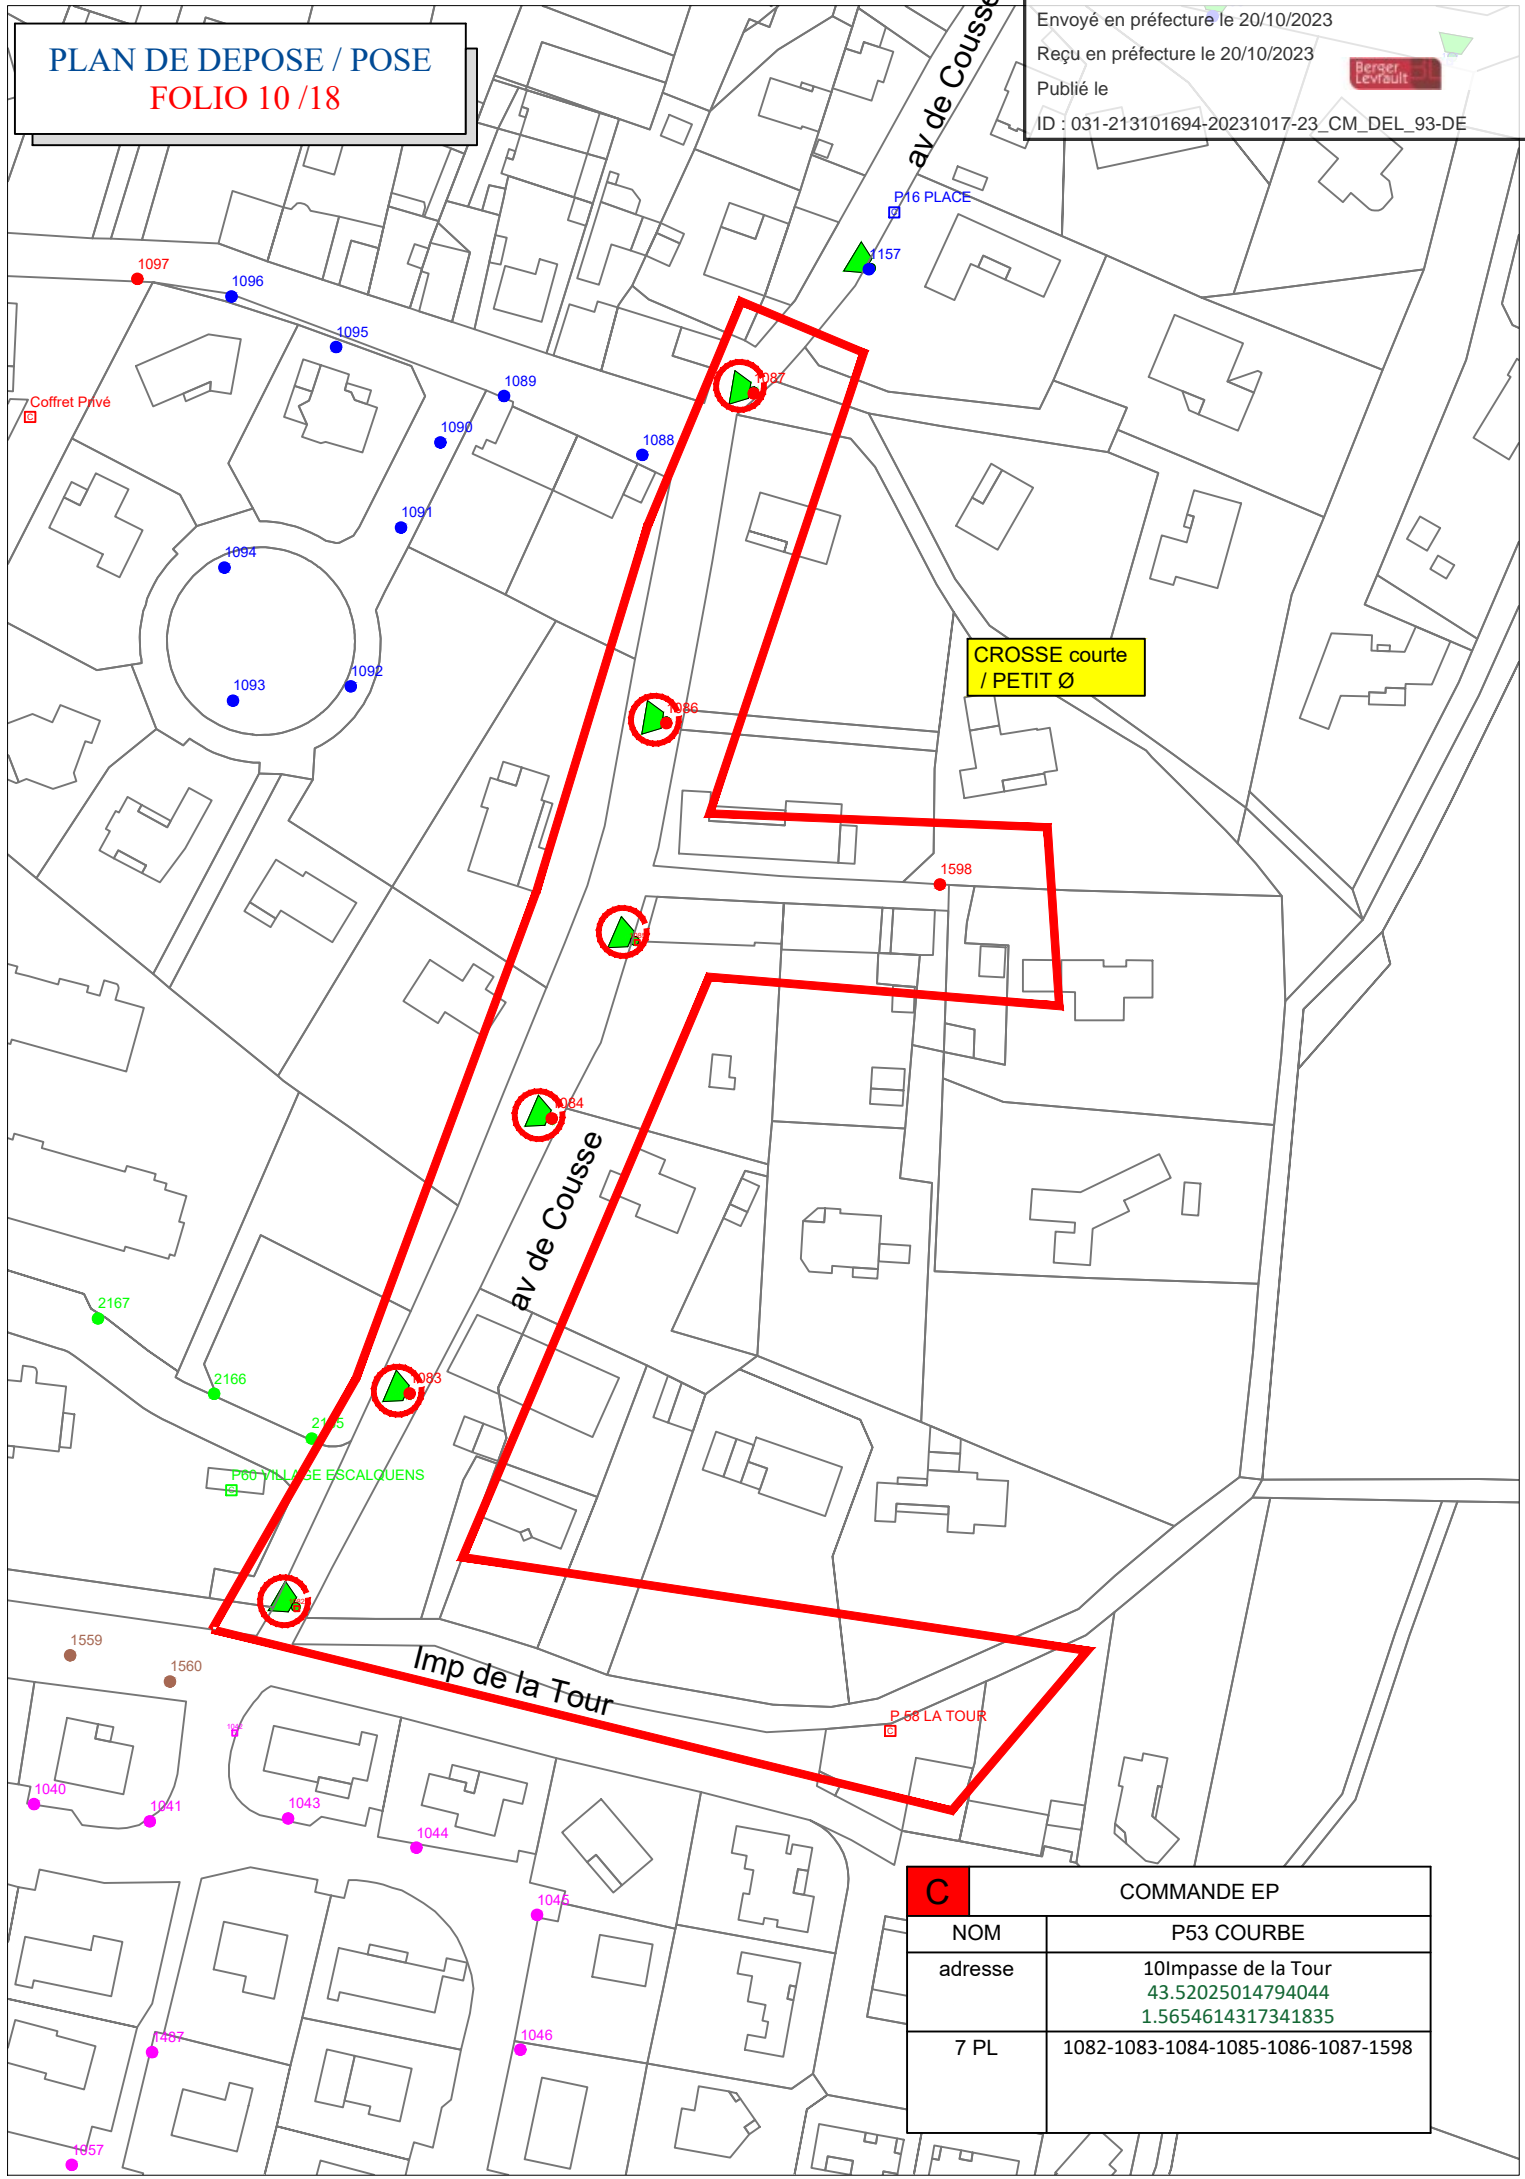 PLAN DE DEPOSE / POSE
FOLIO 10 /18
Envoyé en préfecture le 20/10/2023
Reçu en préfecture le 20/10/2023
Publié le
Berger
Levrault
ID : 031-213101694-20231017-23_CM_DEL_93-DE
av de Cousse
P16 PLACE
1157
1097
1096
1095
1089
1087
Coffret Privé
C
1090
1088
1091
1094
1092
1093
CROSSE courte
/ PETIT Ø
1086
1598
1084
av de Cousse
2167
1083
2166
2165
P60 VILLAGE ESCALQUENS
C
1082
1559
1560
Imp de la Tour
P 58 LA TOUR
C
1042
1040
1041
1043
1044
1045
1046
1487
1057
C COMMANDE EP
NOM P53 COURBE
adresse 10Impasse de la Tour
43.52025014794044
1.5654614317341835
7 PL 1082-1083-1084-1085-1086-1087-1598